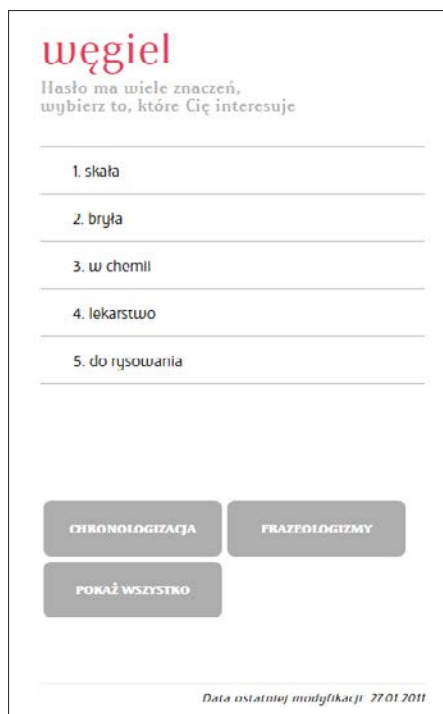 węgiel
Hasło ma wiele znaczeń,
wybierz to, które Cię interesuje
1. skała
2. bryła
3. w chemii
4. lekarstwo
5. do rysowania
CHRONOLOGIZACJA
FRAZEOLOGIZMY
POKAŻ WSZYSTKO
Data ostatniej modyfikacji: 27.01.2011